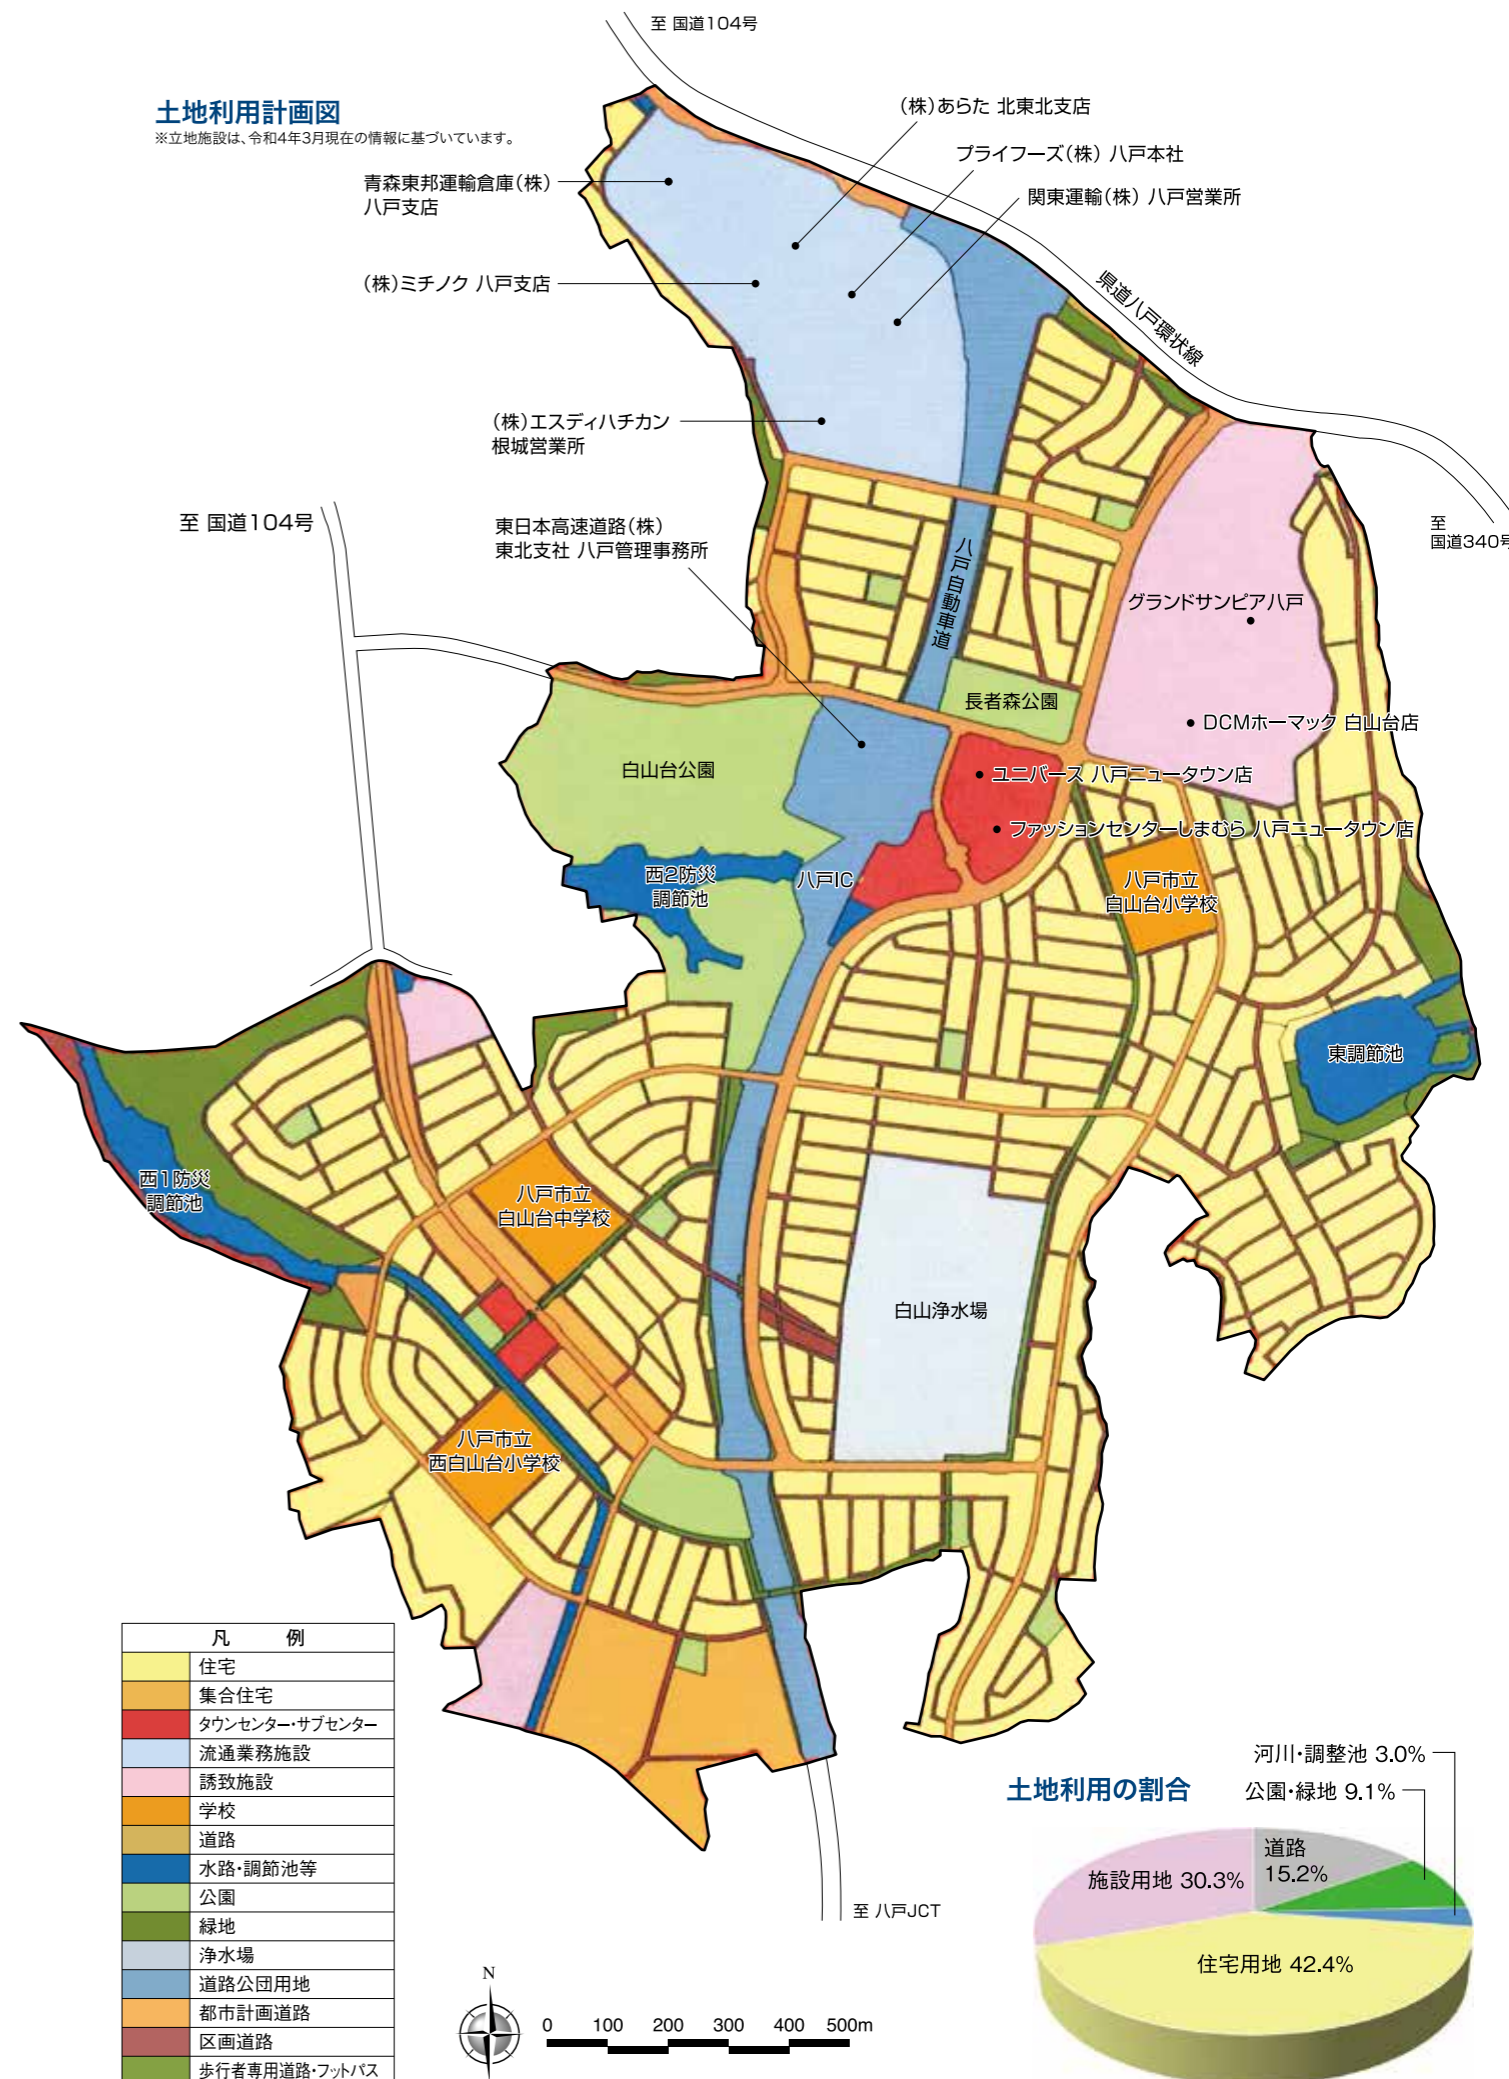 至 国道104号
土地利用計画図
※立地施設は、令和4年3月現在の情報に基づいています。
(株)あらた 北東北支店
プライフーズ(株) 八戸本社
青森東邦運輸倉庫(株)
八戸支店
関東運輸(株) 八戸営業所
(株)ミチノク 八戸支店
県道八戸環状線
(株)エスディハチカン
根城営業所
至 国道104号
東日本高速道路(株)
東北支社 八戸管理事務所
至
国道340号
八戸自動車道
グランドサンピア八戸
長者森公園
DCMホーマック 白山台店
白山台公園
ユニバース 八戸ニュータウン店
ファッションセンターしまむら 八戸ニュータウン店
西2防災
調節池
八戸IC
八戸市立
白山台小学校
東調節池
西1防災
調節池
八戸市立
白山台中学校
白山浄水場
八戸市立
西白山台小学校
凡 例
住宅
集合住宅
タウンセンター・サブセンター
流通業務施設
誘致施設
学校
道路
水路・調節池等
公園
緑地
浄水場
道路公団用地
都市計画道路
区画道路
歩行者専用道路・フットパス
至 八戸JCT
N
0 100 200 300 400 500m
土地利用の割合
河川・調整池 3.0%
公園・緑地 9.1%
道路
15.2%
施設用地 30.3%
住宅用地 42.4%